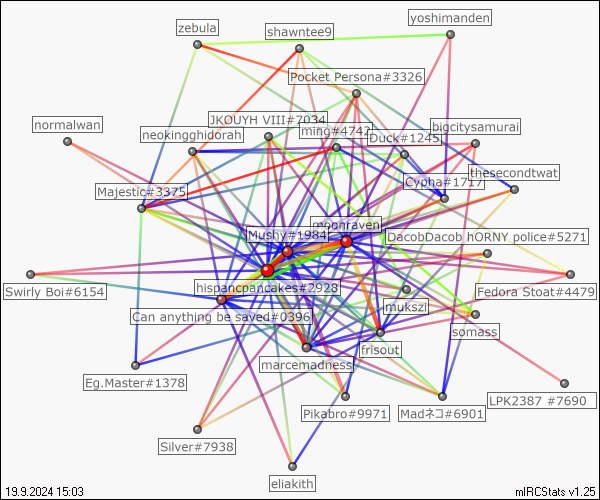 yoshimanden
zebula
shawntee9
Pocket Persona#3326
normalwan
JKOUYH VIII#7034
ming#4742
Duck#1245
bigcitysamurai
neokingghidorah
thesecondtwat
Cypha#1717
Majestic#3375
moonraven
Mushy#1984
DacobDacob hORNY police#5271
Swirly Boi#6154
hispanpancakes#2928
Fedora Stoat#4479
mukszi
Can anything be saved#0396
somass
frisout
marcemadness
Eg.Master#1378
LPK2387 #7690
Pikabro#9971
Madネコ#6901
Silver#7938
eliakith
19.9.2024 15:03
mIRCStats v1.25